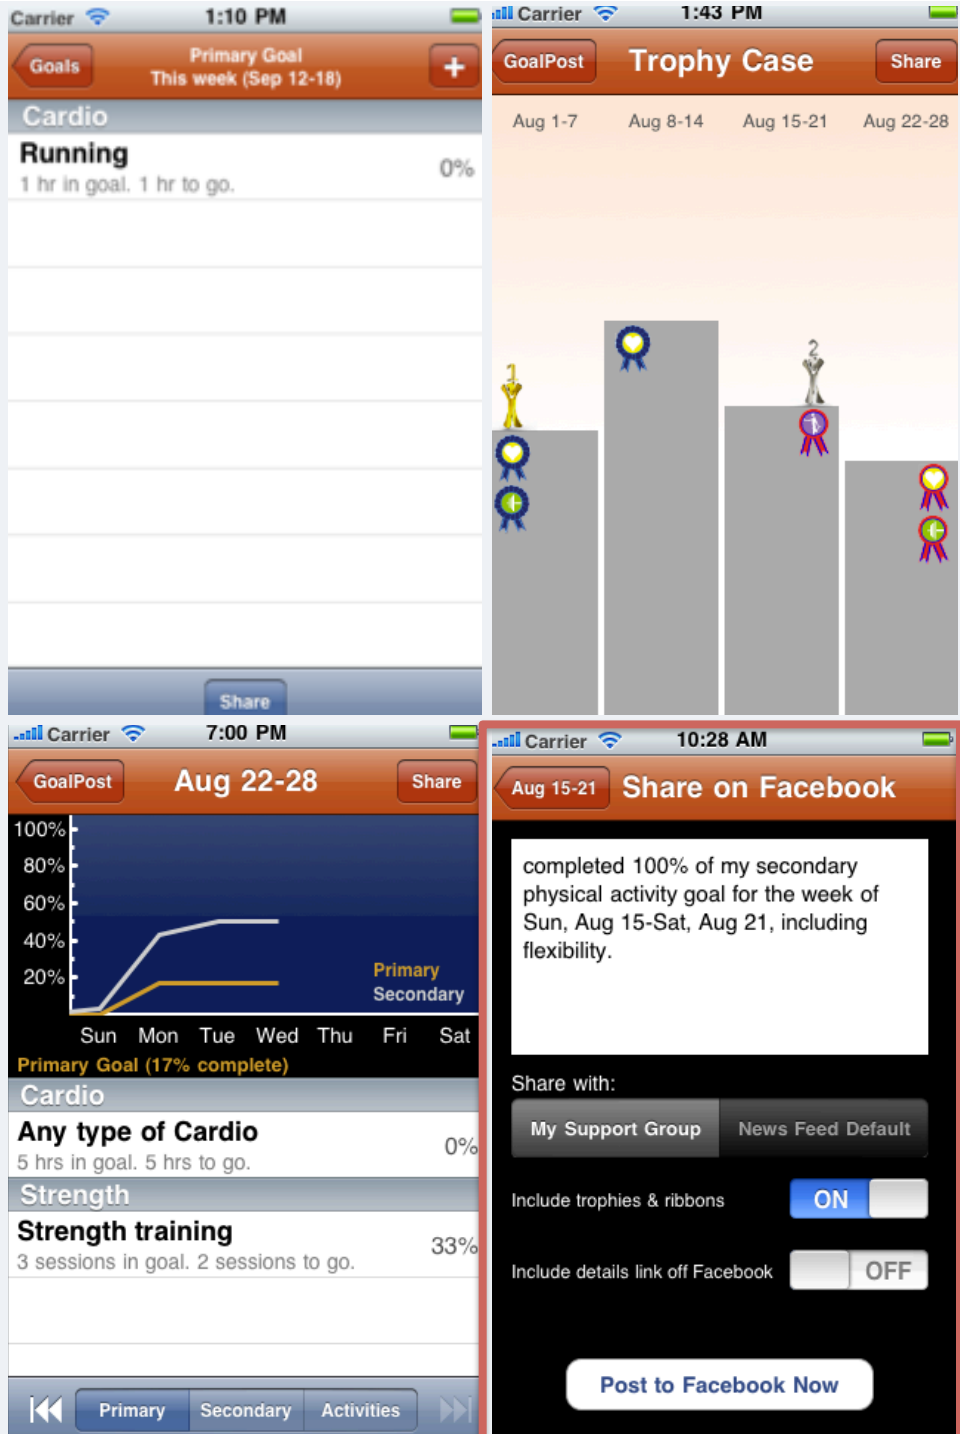 Carrier 1:10 PM
Goals
Primary Goal
This week (Sep 12-18)
+
Cardio
Running
0%
1 hr in goal. 1 hr to go.
Share
Carrier 1:43 PM
GoalPost Trophy Case Share
Aug 1-7 Aug 8-14 Aug 15-21 Aug 22-28
1
2
Carrier 7:00 PM
GoalPost Aug 22-28 Share
100%
80%
60%
40%
20%
Primary
Secondary
Sun Mon Tue Wed Thu Fri Sat
Primary Goal (17% complete)
Cardio
Any type of Cardio
0%
5 hrs in goal. 5 hrs to go.
Strength
Strength training
33%
3 sessions in goal. 2 sessions to go.
Primary Secondary Activities
Carrier 10:28 AM
Aug 15-21 Share on Facebook
completed 100% of my secondary
physical activity goal for the week of
Sun, Aug 15-Sat, Aug 21, including
flexibility.
Share with:
My Support Group News Feed Default
Include trophies & ribbons ON
Include details link off Facebook OFF
Post to Facebook Now